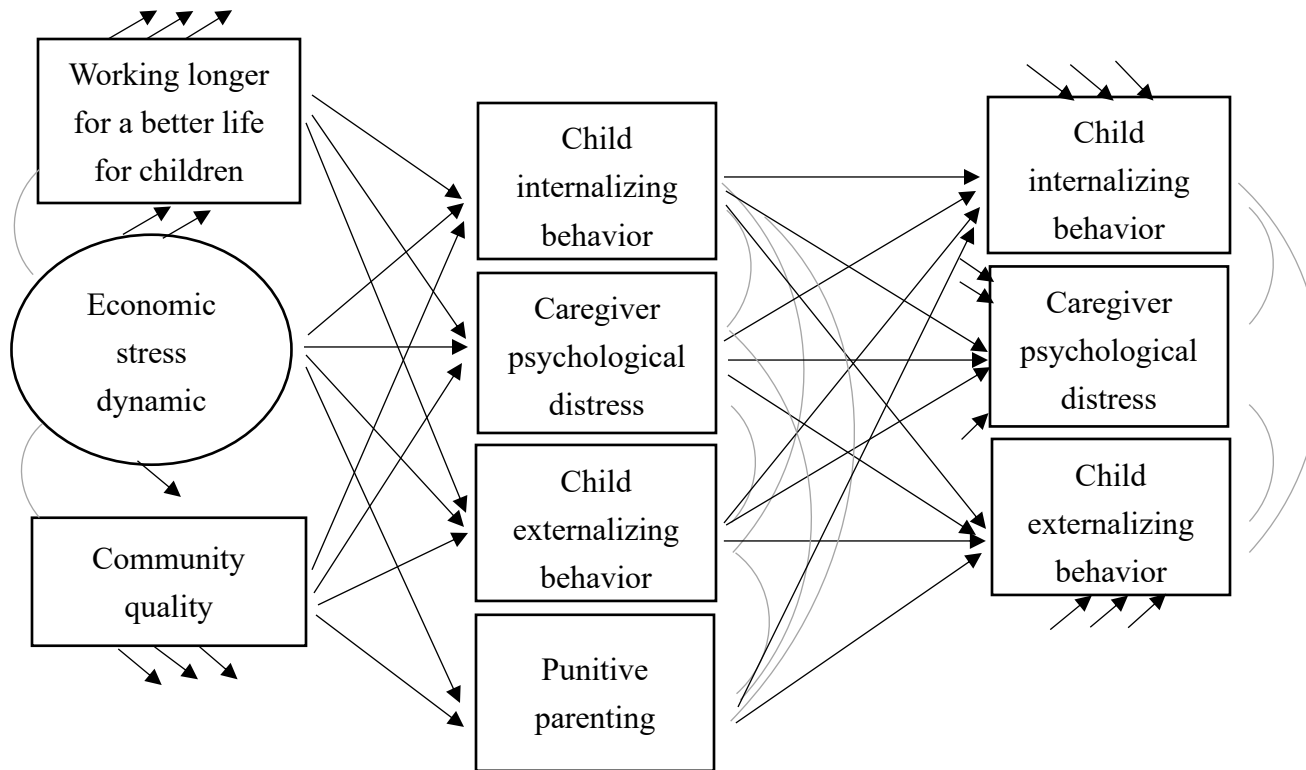 Working longer
for a better life
for children
Economic
stress
dynamic
Community
quality
Child
internalizing
behavior
Caregiver
psychological
distress
Child
externalizing
behavior
Punitive
parenting
Child
internalizing
behavior
Caregiver
psychological
distress
Child
externalizing
behavior